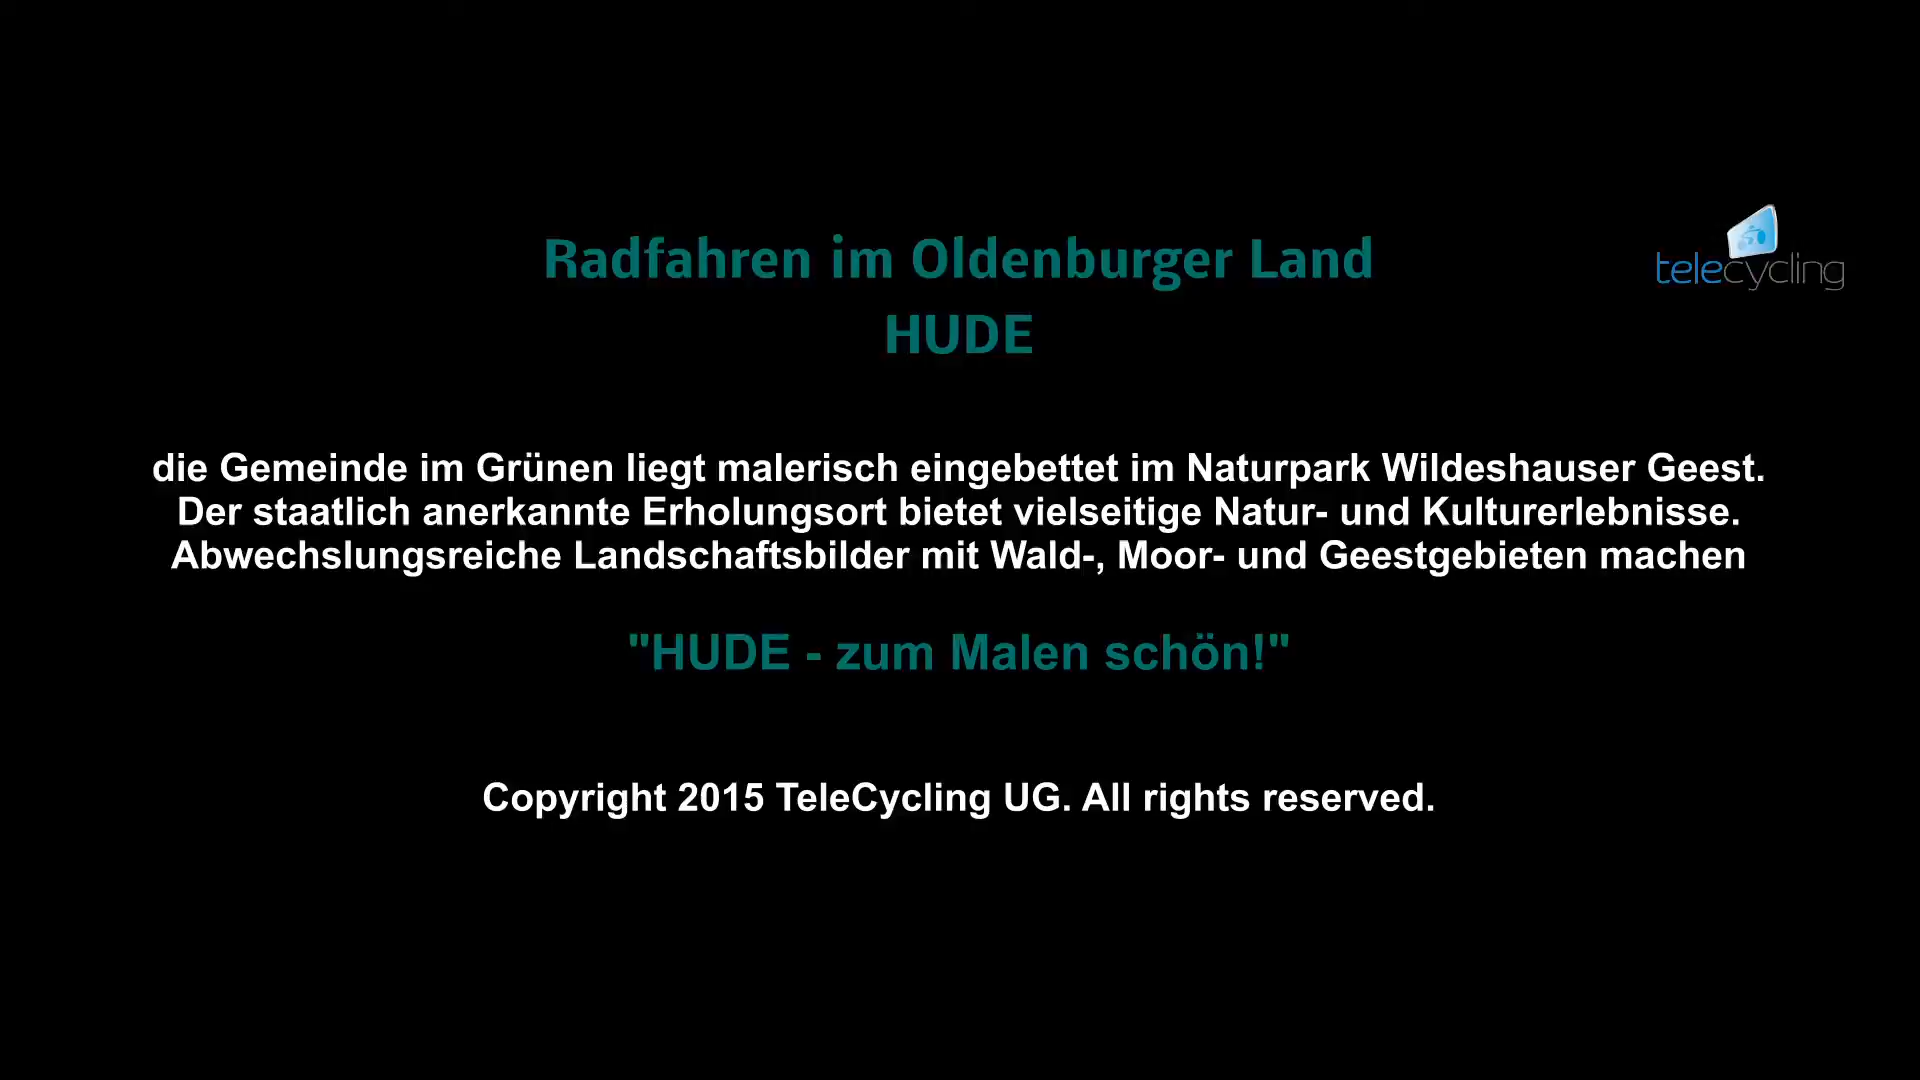 Radfahren im Oldenburger Land
HUDE
telecycling
die Gemeinde im Grünen liegt malerisch eingebettet im Naturpark Wildeshauser Geest.
Der staatlich anerkannte Erholungsort bietet vielseitige Natur- und Kulturerlebnisse.
Abwechslungsreiche Landschaftsbilder mit Wald-, Moor- und Geestgebieten machen
"HUDE - zum Malen schön!"
Copyright 2015 TeleCycling UG. All rights reserved.